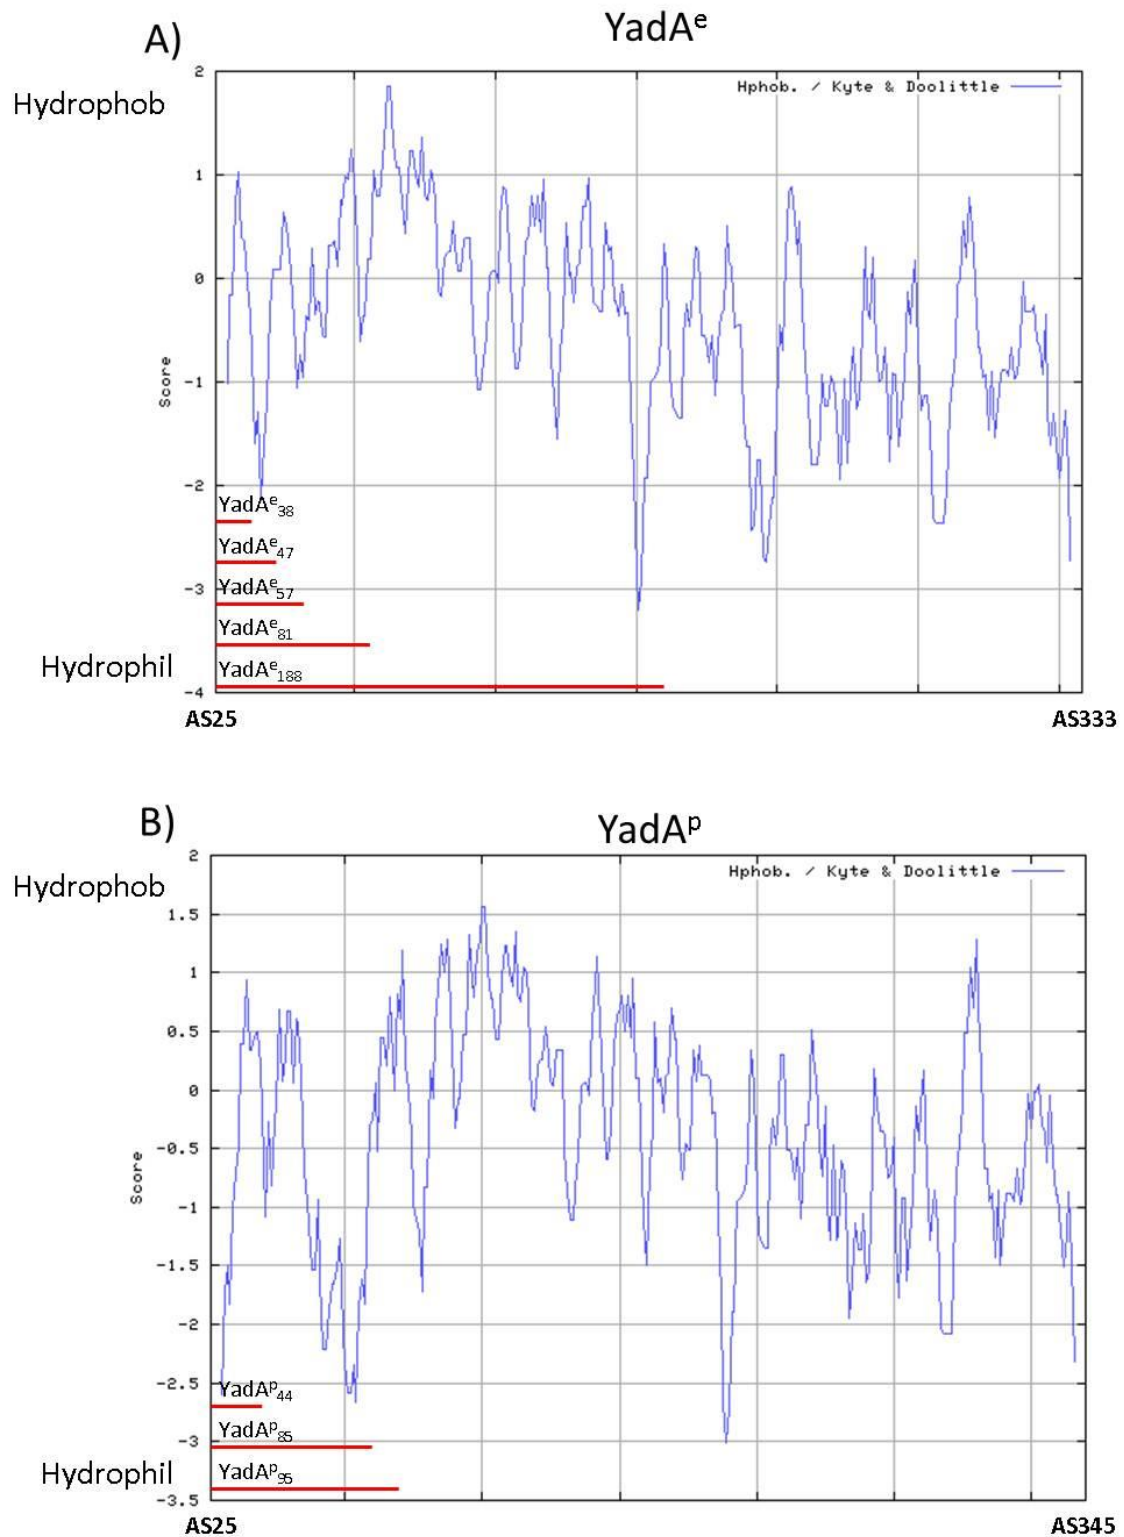 A)
YadAᵉ
Hydrophob
2
Hphob. / Kyte & Doolittle
1
0
-1
Score
-2
YadAᵉ₃₈
YadAᵉ₄₇
-3
YadAᵉ₅₇
YadAᵉ₈₁
Hydrophil
YadAᵉ₁₈₈
-4
AS25
AS333
B)
YadAᵖ
Hydrophob
2
Hphob. / Kyte & Doolittle
1.5
1
0.5
0
-0.5
Score
-1
-1.5
-2
-2.5
YadAᵖ₄₄
-3
YadAᵖ₈₅
Hydrophil
YadAᵖ₉₅
-3.5
AS25
AS345